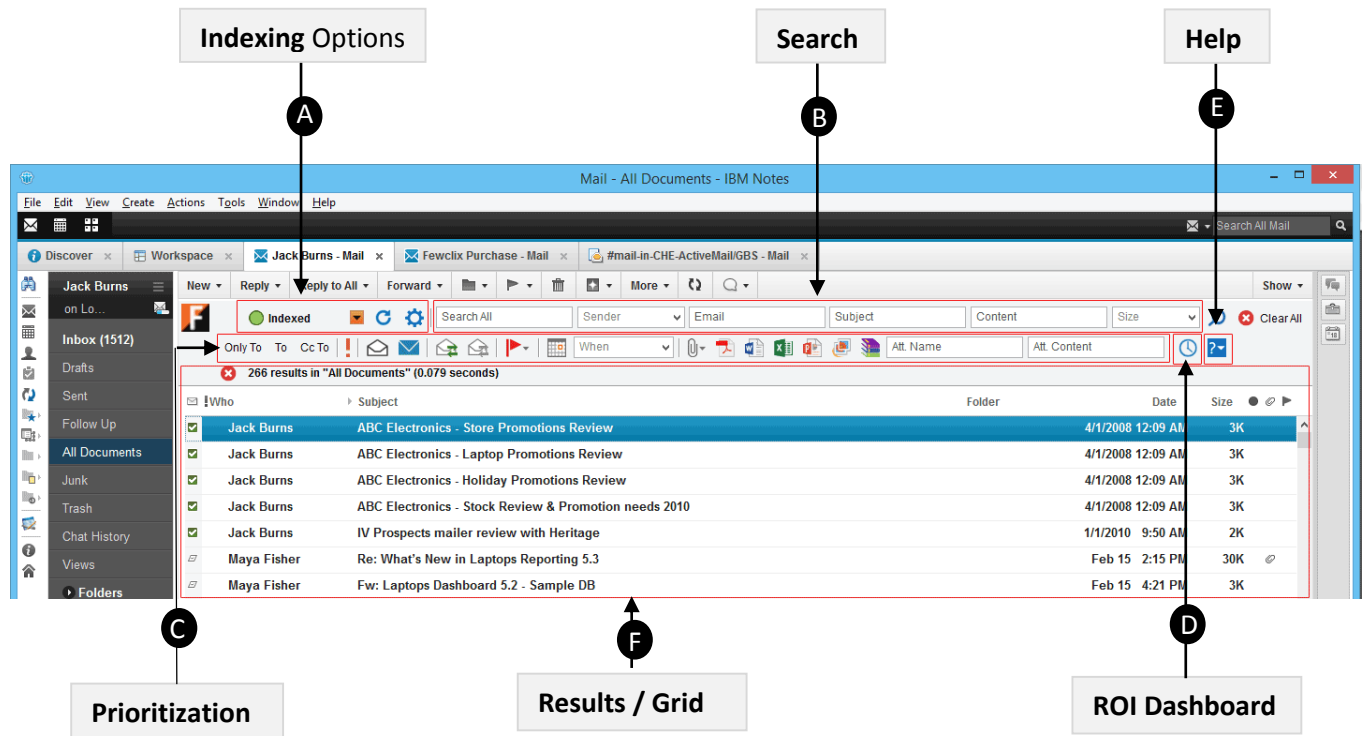 Indexing Options
Search
Help
A
B
E
Mail - All Documents - IBM Notes
File Edit View Create Actions Tools Window Help
Search All Mail
Discover Workspace Jack Burns - Mail Fewclix Purchase - Mail #mail-in-CHE-ActiveMail/GBS - Mail
Jack Burns
on Lo...
New Reply Reply to All Forward More Show
F Indexed Search All Sender Email Subject Content Size Clear All
Inbox (1512)
Only To To Cc To When Att. Name Att. Content ?
Drafts
266 results in "All Documents" (0.079 seconds)
Sent
! Who Subject Folder Date Size
Follow Up
Jack Burns ABC Electronics - Store Promotions Review 4/1/2008 12:09 AM 3K
All Documents
Jack Burns ABC Electronics - Laptop Promotions Review 4/1/2008 12:09 AM 3K
Junk
Jack Burns ABC Electronics - Holiday Promotions Review 4/1/2008 12:09 AM 3K
Trash
Jack Burns ABC Electronics - Stock Review & Promotion needs 2010 4/1/2008 12:09 AM 3K
Chat History
Jack Burns IV Prospects mailer review with Heritage 1/1/2010 9:50 AM 2K
Views
Maya Fisher Re: What's New in Laptops Reporting 5.3 Feb 15 2:15 PM 30K
Folders
Maya Fisher Fw: Laptops Dashboard 5.2 - Sample DB Feb 15 4:21 PM 3K
C
F
D
Prioritization
Results / Grid
ROI Dashboard